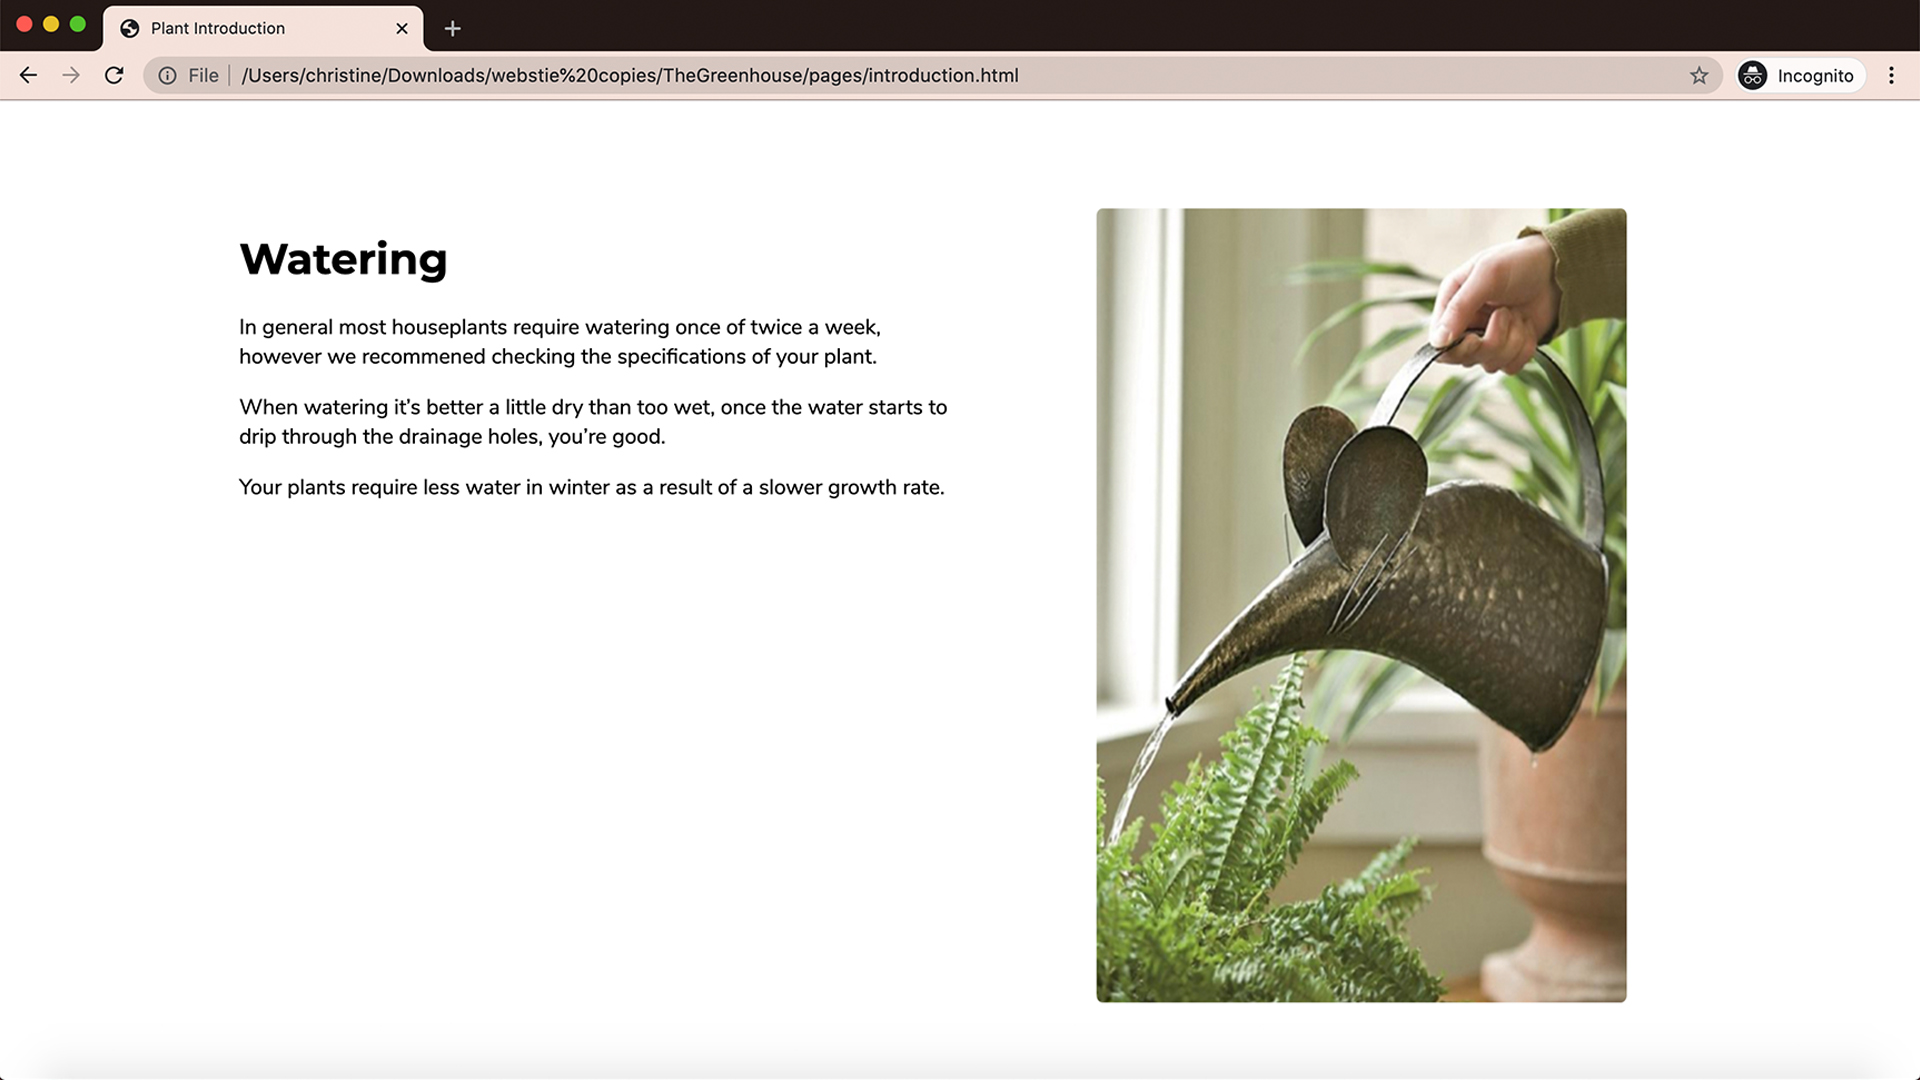 Plant Introduction
File
/Users/christine/Downloads/webstie%20copies/TheGreenhouse/pages/introduction.html
Incognito
Watering
In general most houseplants require watering once of twice a week,
however we recommened checking the specifications of your plant.
When watering it’s better a little dry than too wet, once the water starts to
drip through the drainage holes, you’re good.
Your plants require less water in winter as a result of a slower growth rate.